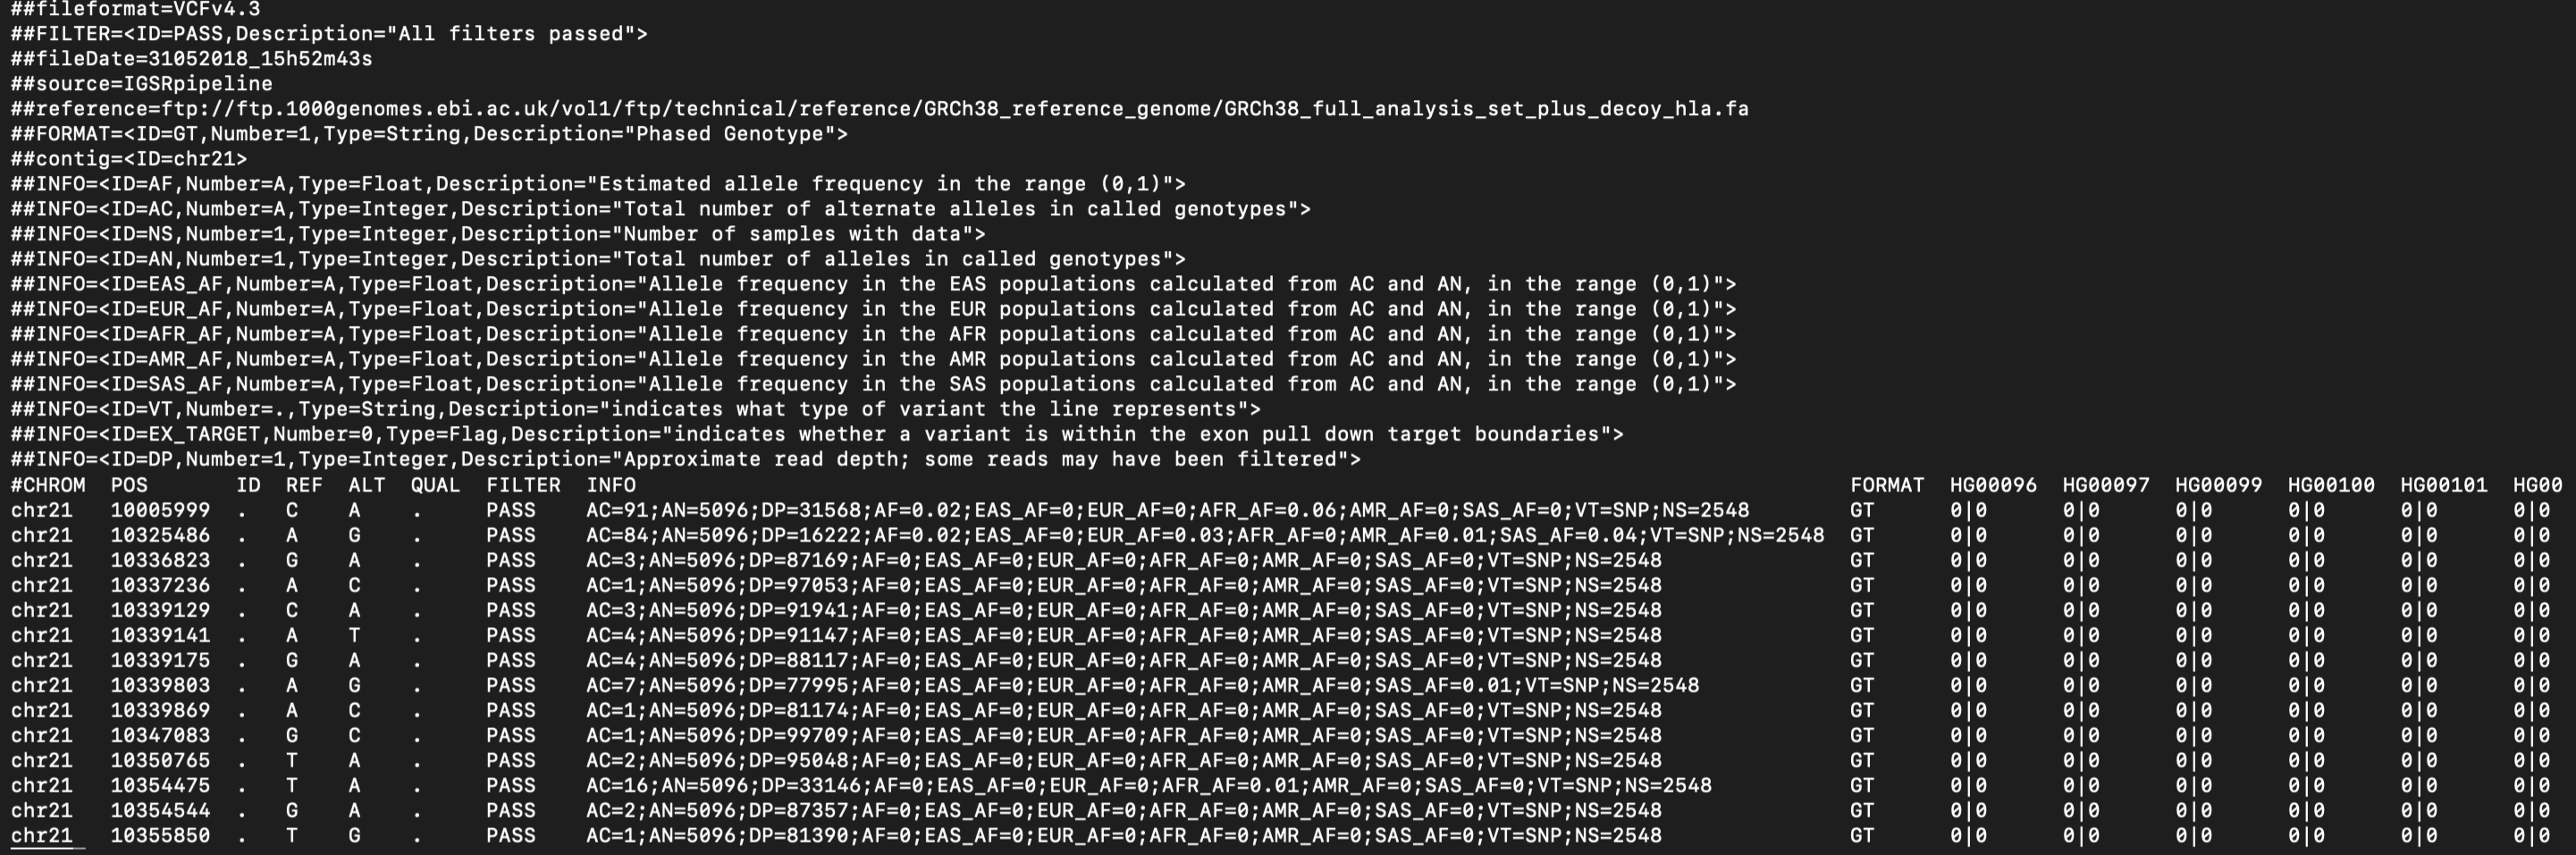 ##fileformat=VCFv4.3
##FILTER=<ID=PASS,Description="All filters passed">
##fileDate=31052018_15h52m43s
##source=IGSRpipeline
##reference=ftp://ftp.1000genomes.ebi.ac.uk/vol1/ftp/technical/reference/GRCh38_reference_genome/GRCh38_full_analysis_set_plus_decoy_hla.fa
##FORMAT=<ID=GT,Number=1,Type=String,Description="Phased Genotype">
##contig=<ID=chr21>
##INFO=<ID=AF,Number=A,Type=Float,Description="Estimated allele frequency in the range (0,1)">
##INFO=<ID=AC,Number=A,Type=Integer,Description="Total number of alternate alleles in called genotypes">
##INFO=<ID=NS,Number=1,Type=Integer,Description="Number of samples with data">
##INFO=<ID=AN,Number=1,Type=Integer,Description="Total number of alleles in called genotypes">
##INFO=<ID=EAS_AF,Number=A,Type=Float,Description="Allele frequency in the EAS populations calculated from AC and AN, in the range (0,1)">
##INFO=<ID=EUR_AF,Number=A,Type=Float,Description="Allele frequency in the EUR populations calculated from AC and AN, in the range (0,1)">
##INFO=<ID=AFR_AF,Number=A,Type=Float,Description="Allele frequency in the AFR populations calculated from AC and AN, in the range (0,1)">
##INFO=<ID=AMR_AF,Number=A,Type=Float,Description="Allele frequency in the AMR populations calculated from AC and AN, in the range (0,1)">
##INFO=<ID=SAS_AF,Number=A,Type=Float,Description="Allele frequency in the SAS populations calculated from AC and AN, in the range (0,1)">
##INFO=<ID=VT,Number=.,Type=String,Description="indicates what type of variant the line represents">
##INFO=<ID=EX_TARGET,Number=0,Type=Flag,Description="indicates whether a variant is within the exon pull down target boundaries">
##INFO=<ID=DP,Number=1,Type=Integer,Description="Approximate read depth; some reads may have been filtered">
#CHROM POS ID REF ALT QUAL FILTER INFO FORMAT HG00096 HG00097 HG00099 HG00100 HG00101 HG00
chr21 10005999 . C A . PASS AC=91;AN=5096;DP=31568;AF=0.02;EAS_AF=0;EUR_AF=0;AFR_AF=0.06;AMR_AF=0;SAS_AF=0;VT=SNP;NS=2548 GT 0|0 0|0 0|0 0|0 0|0 0|0
chr21 10325486 . A G . PASS AC=84;AN=5096;DP=16222;AF=0.02;EAS_AF=0;EUR_AF=0.03;AFR_AF=0;AMR_AF=0.01;SAS_AF=0.04;VT=SNP;NS=2548 GT 0|0 0|0 0|0 0|0 0|0 0|0
chr21 10336823 . G A . PASS AC=3;AN=5096;DP=87169;AF=0;EAS_AF=0;EUR_AF=0;AFR_AF=0;AMR_AF=0;SAS_AF=0;VT=SNP;NS=2548 GT 0|0 0|0 0|0 0|0 0|0 0|0
chr21 10337236 . A C . PASS AC=1;AN=5096;DP=97053;AF=0;EAS_AF=0;EUR_AF=0;AFR_AF=0;AMR_AF=0;SAS_AF=0;VT=SNP;NS=2548 GT 0|0 0|0 0|0 0|0 0|0 0|0
chr21 10339129 . C A . PASS AC=3;AN=5096;DP=91941;AF=0;EAS_AF=0;EUR_AF=0;AFR_AF=0;AMR_AF=0;SAS_AF=0;VT=SNP;NS=2548 GT 0|0 0|0 0|0 0|0 0|0 0|0
chr21 10339141 . A T . PASS AC=4;AN=5096;DP=91147;AF=0;EAS_AF=0;EUR_AF=0;AFR_AF=0;AMR_AF=0;SAS_AF=0;VT=SNP;NS=2548 GT 0|0 0|0 0|0 0|0 0|0 0|0
chr21 10339175 . G A . PASS AC=4;AN=5096;DP=88117;AF=0;EAS_AF=0;EUR_AF=0;AFR_AF=0;AMR_AF=0;SAS_AF=0;VT=SNP;NS=2548 GT 0|0 0|0 0|0 0|0 0|0 0|0
chr21 10339803 . A G . PASS AC=7;AN=5096;DP=77995;AF=0;EAS_AF=0;EUR_AF=0;AFR_AF=0;AMR_AF=0;SAS_AF=0.01;VT=SNP;NS=2548 GT 0|0 0|0 0|0 0|0 0|0 0|0
chr21 10339869 . A C . PASS AC=1;AN=5096;DP=81174;AF=0;EAS_AF=0;EUR_AF=0;AFR_AF=0;AMR_AF=0;SAS_AF=0;VT=SNP;NS=2548 GT 0|0 0|0 0|0 0|0 0|0 0|0
chr21 10347083 . G C . PASS AC=1;AN=5096;DP=99709;AF=0;EAS_AF=0;EUR_AF=0;AFR_AF=0;AMR_AF=0;SAS_AF=0;VT=SNP;NS=2548 GT 0|0 0|0 0|0 0|0 0|0 0|0
chr21 10350765 . T A . PASS AC=2;AN=5096;DP=95048;AF=0;EAS_AF=0;EUR_AF=0;AFR_AF=0;AMR_AF=0;SAS_AF=0;VT=SNP;NS=2548 GT 0|0 0|0 0|0 0|0 0|0 0|0
chr21 10354475 . T A . PASS AC=16;AN=5096;DP=33146;AF=0;EAS_AF=0;EUR_AF=0;AFR_AF=0.01;AMR_AF=0;SAS_AF=0;VT=SNP;NS=2548 GT 0|0 0|0 0|0 0|0 0|0 0|0
chr21 10354544 . G A . PASS AC=2;AN=5096;DP=87357;AF=0;EAS_AF=0;EUR_AF=0;AFR_AF=0;AMR_AF=0;SAS_AF=0;VT=SNP;NS=2548 GT 0|0 0|0 0|0 0|0 0|0 0|0
chr21 10355850 . T G . PASS AC=1;AN=5096;DP=81390;AF=0;EAS_AF=0;EUR_AF=0;AFR_AF=0;AMR_AF=0;SAS_AF=0;VT=SNP;NS=2548 GT 0|0 0|0 0|0 0|0 0|0 0|0